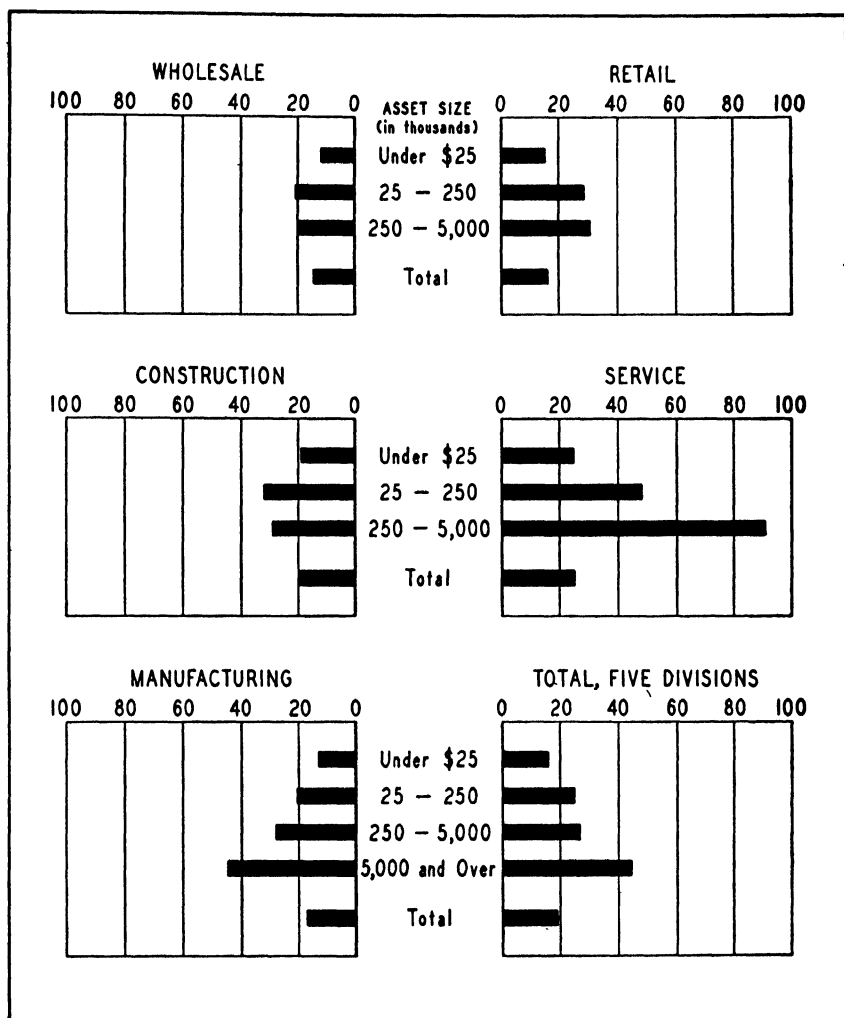 WHOLESALE RETAIL
100 80 60 40 20 0 ASSET SIZE 0 20 40 60 80 100
(in thousands)
Under $25
25 – 250
250 – 5,000
Total
CONSTRUCTION SERVICE
100 80 60 40 20 0 0 20 40 60 80 100
Under $25
25 – 250
250 – 5,000
Total
MANUFACTURING TOTAL, FIVE DIVISIONS
100 80 60 40 20 0 0 20 40 60 80 100
Under $25
25 – 250
250 – 5,000
5,000 and Over
Total